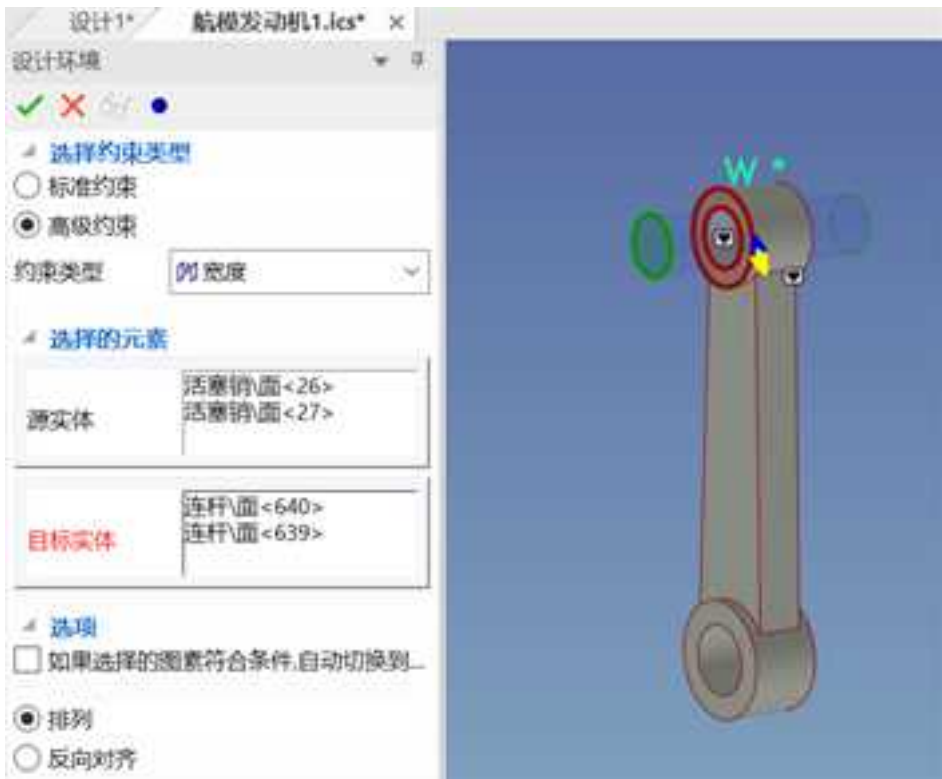 设计1*
航模发动机1.ics*
设计环境
选择约束类型
标准约束
高级约束
约束类型 宽度
选择的元素
源实体
活塞销\面<26>
活塞销\面<27>
目标实体
连杆\面<640>
连杆\面<639>
选项
如果选择的图素符合条件,自动切换到...
排列
反向对齐
W